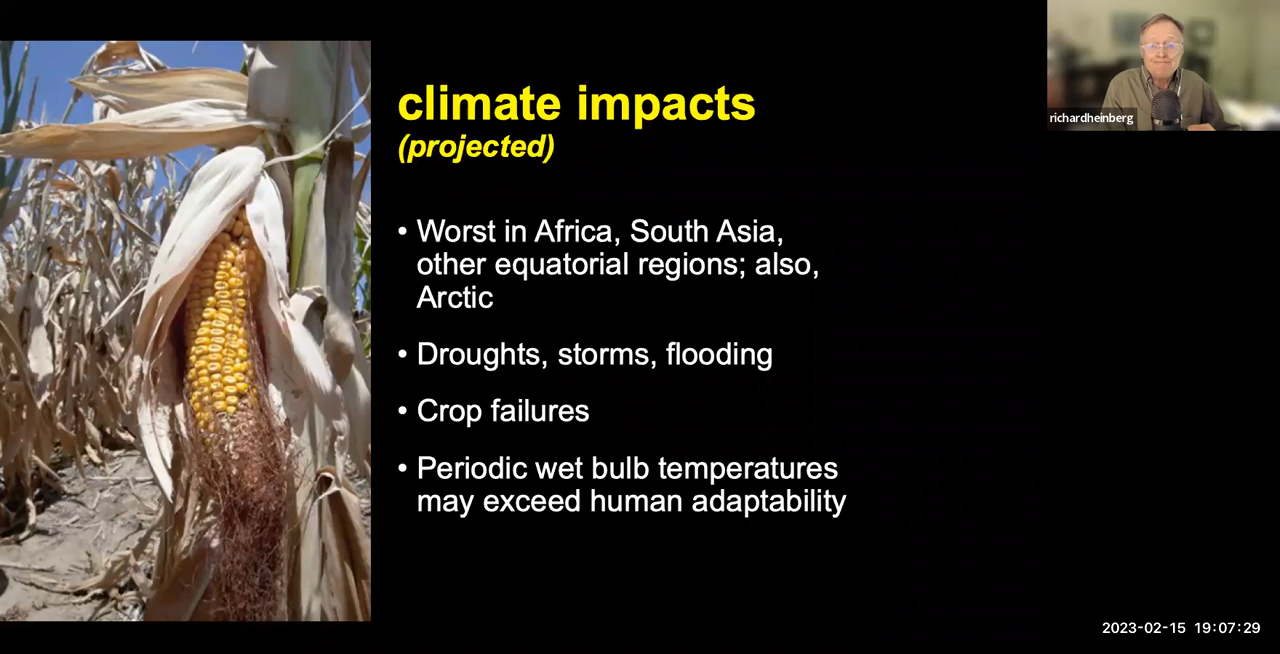 climate impacts
(projected)
• Worst in Africa, South Asia,
other equatorial regions; also,
Arctic
• Droughts, storms, flooding
• Crop failures
• Periodic wet bulb temperatures
may exceed human adaptability
richardheinberg
2023-02-15 19:07:29